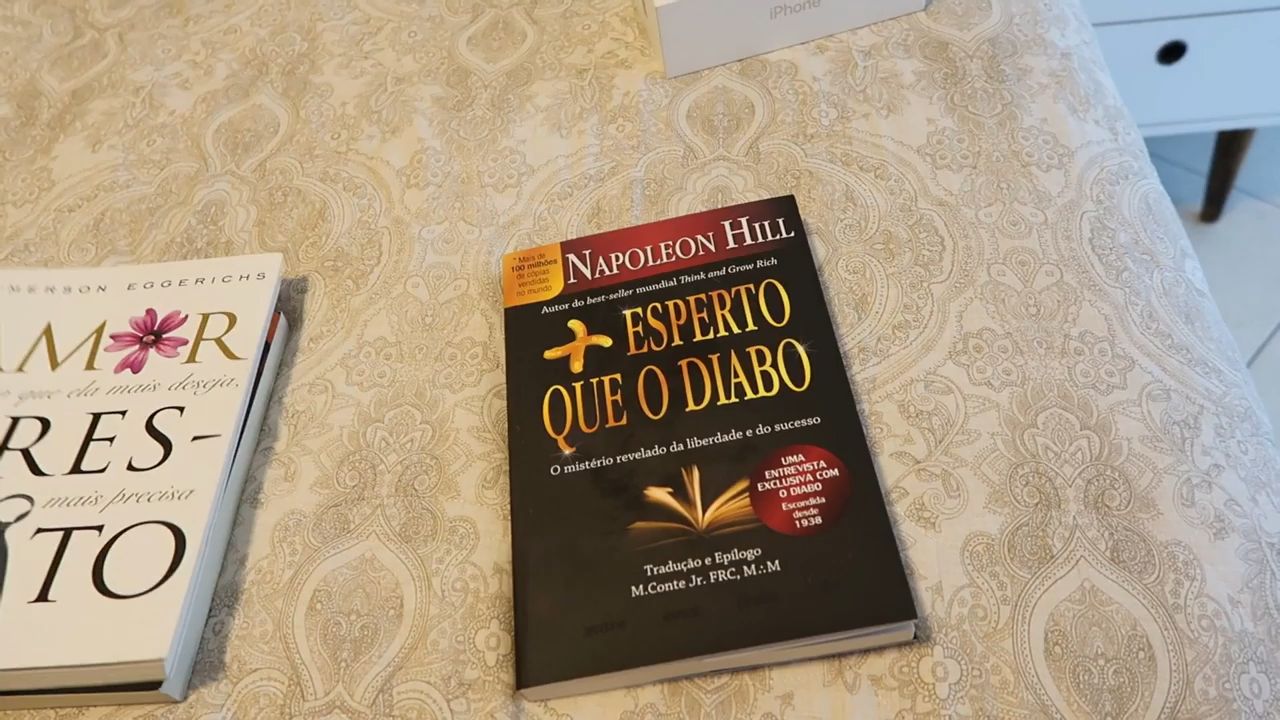 iPhone
EMERSON EGGERICHS
AMOR
que ela mais deseja,
RES-
mais precisa
TO
* Mais de
100 milhões
de cópias
vendidas
no mundo
NAPOLEON HILL
Autor do best-seller mundial Think and Grow Rich
+ ESPERTO
QUE O DIABO
O mistério revelado da liberdade e do sucesso
UMA
ENTREVISTA
EXCLUSIVA COM
O DIABO
Escondida
desde
1938
Tradução e Epílogo
M.Conte Jr. FRC, M∴M